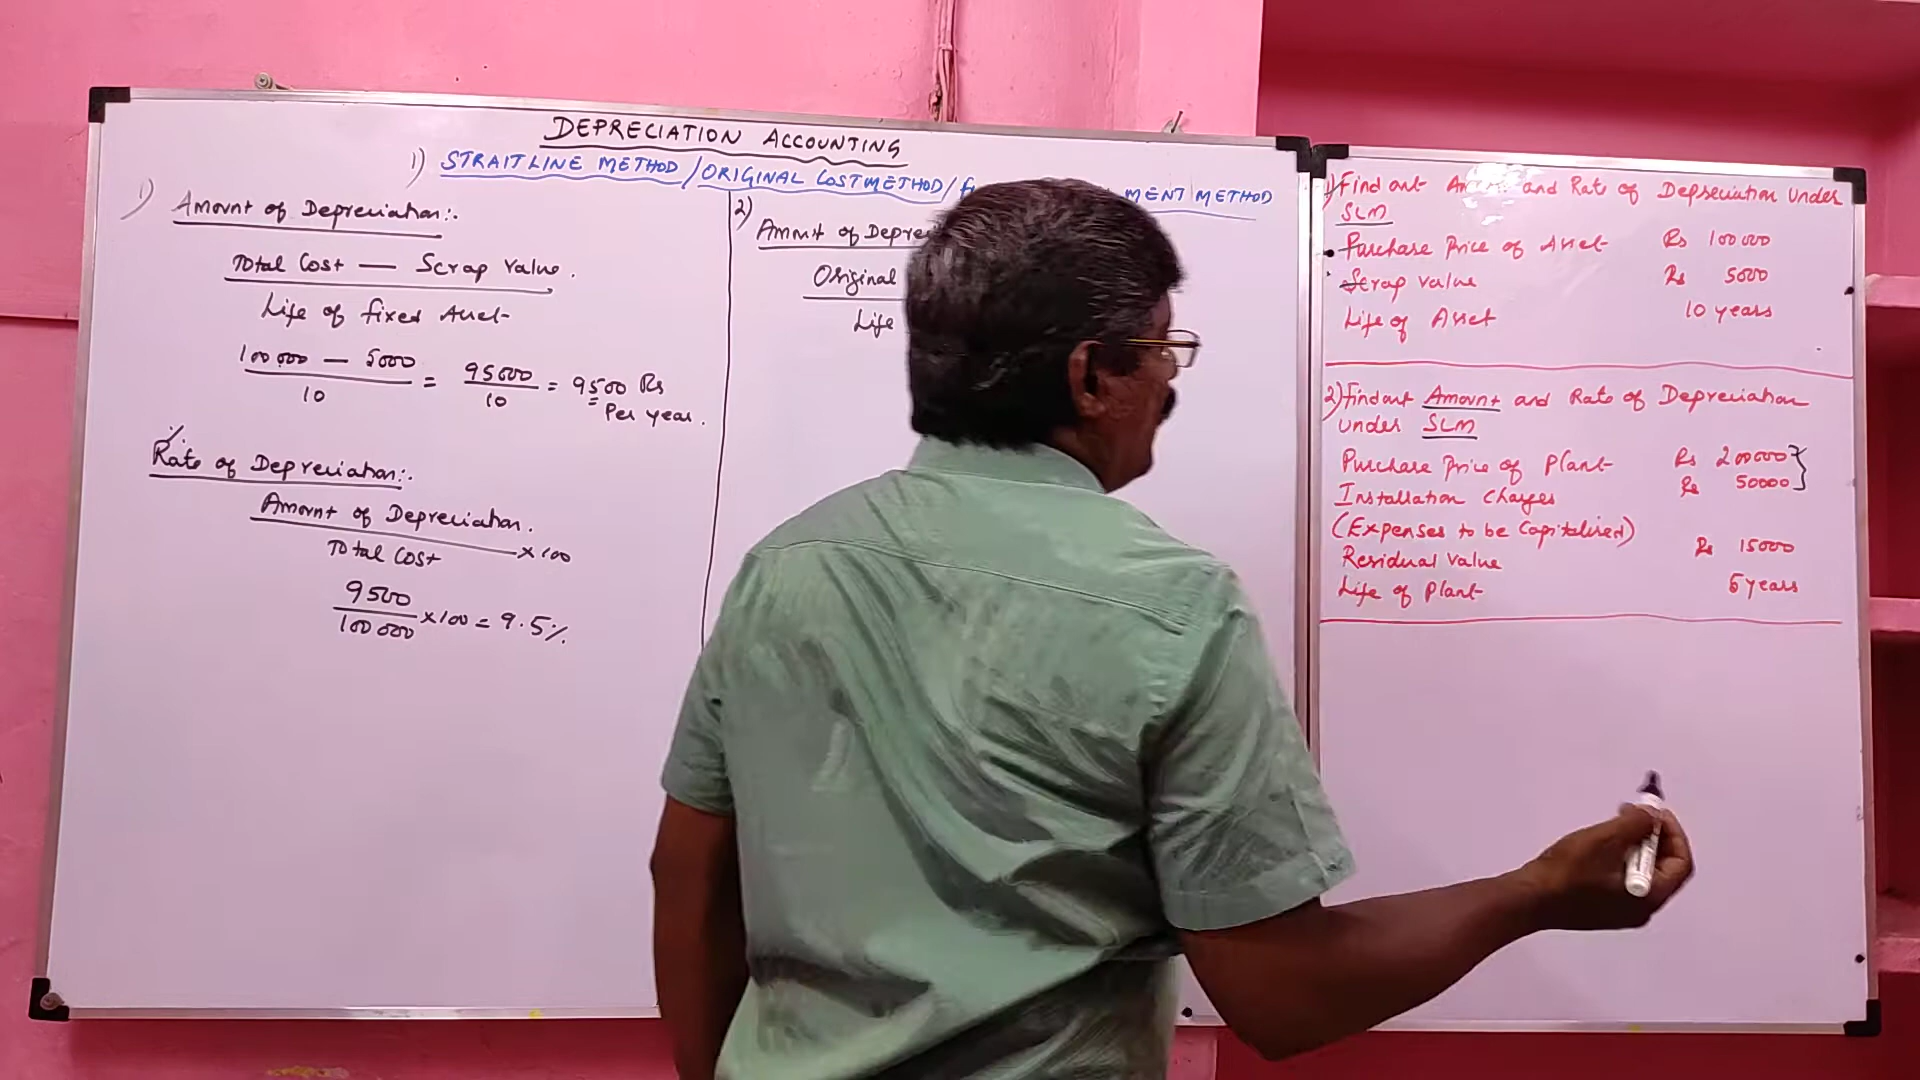 DEPRECIATION ACCOUNTING
1) STRAITLINE METHOD / ORIGINAL COST METHOD / MENT METHOD
1) Amount of Depreciation:.
Total Cost — Scrap Value.
Life of fixed Asset
100000 — 5000 = 95000 = 9500 Rs
10 10 Per year.
% Rate of Depreciation:.
Amount of Depreciation. ×100
Total Cost
9500 ×100 = 9.5%
100000
2) Amount of Depre
Original
Life
1) Find out and Rate of Depreciation Under
SLM
Purchase Price of Asset Rs 100000
Scrap Value Rs 5000
Life of Asset 10 years
2) Find out Amount and Rate of Depreciation
under SLM
Purchase Price of Plant Rs 200000 }
Installation Charges Rs 50000
(Expenses to be Capitalised)
Residual Value Rs 15000
Life of Plant 5 years